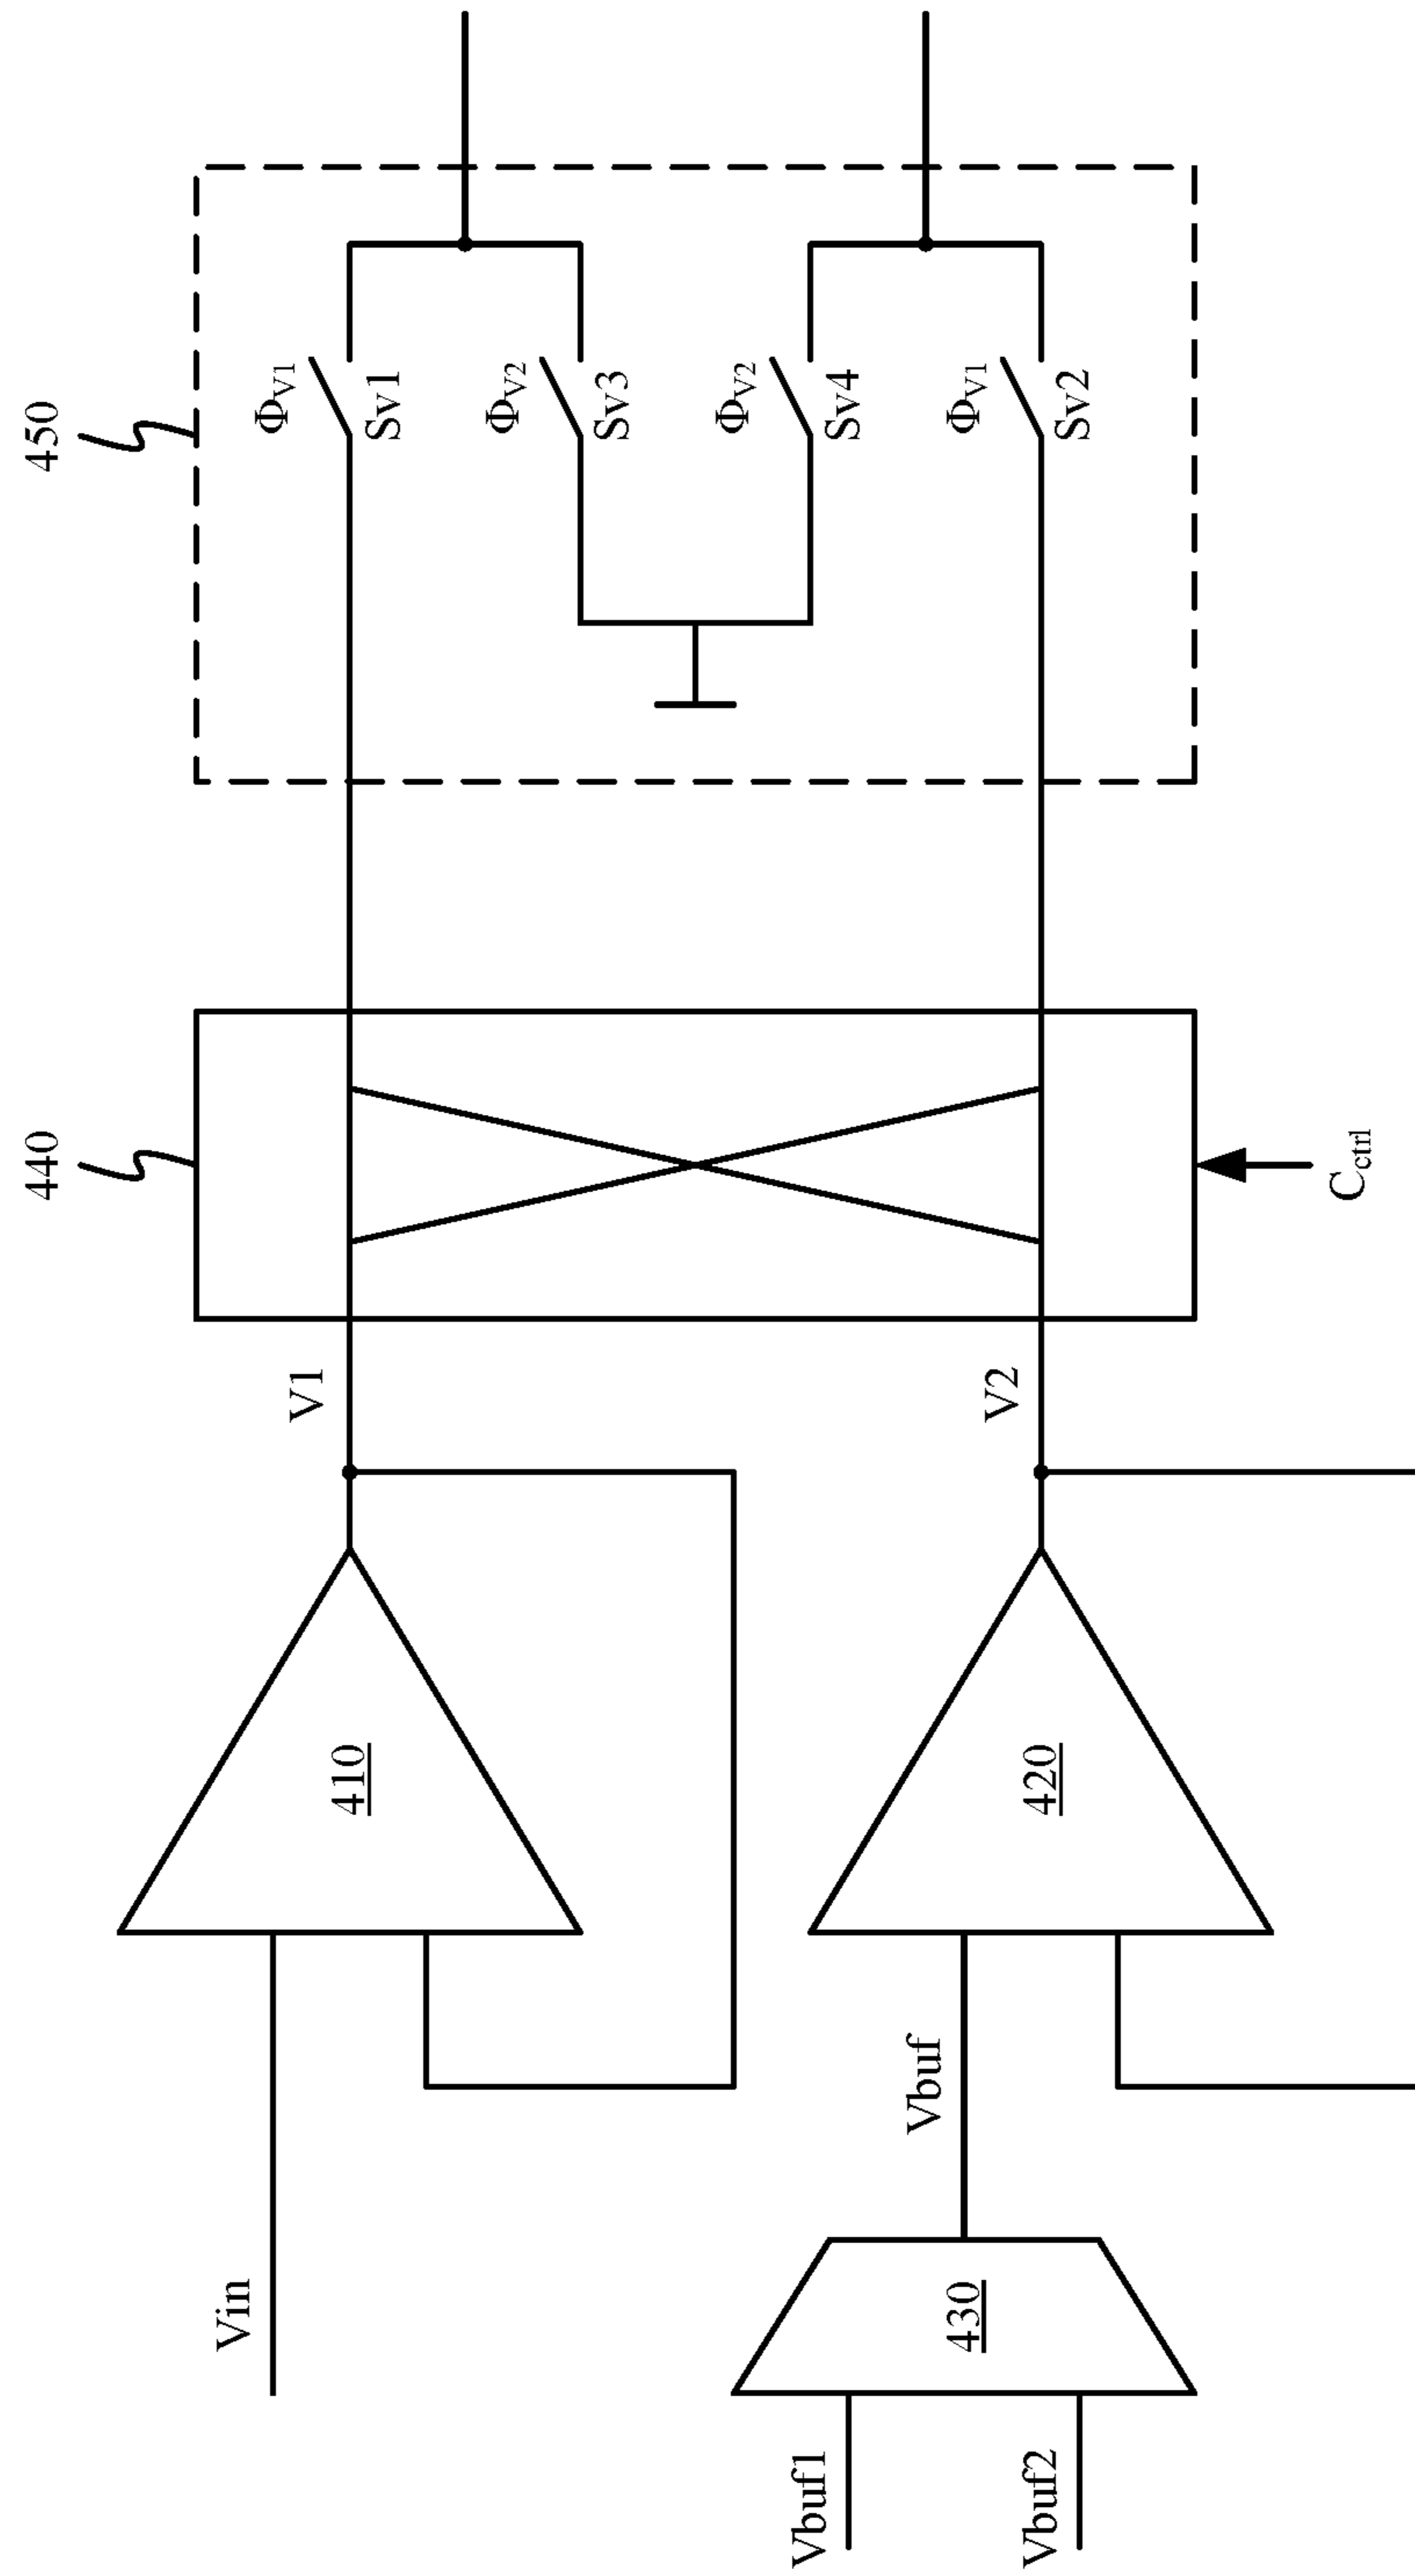 450
ΦV1
Sv1
ΦV2
Sv3
ΦV2
Sv4
ΦV1
Sv2
440
Cctrl
V1
V2
410
420
Vin
Vbuf
430
Vbuf1
Vbuf2